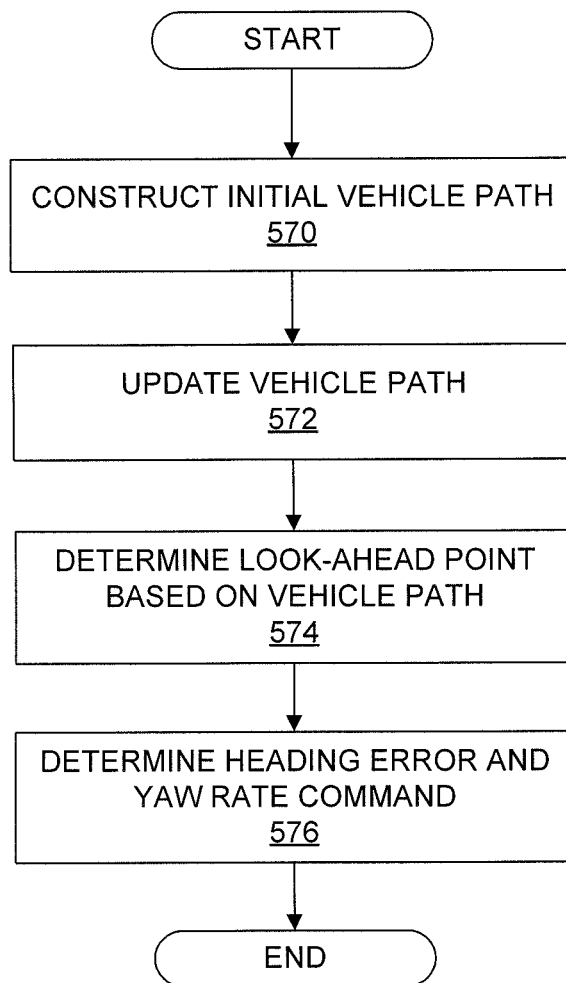 START
CONSTRUCT INITIAL VEHICLE PATH
570
UPDATE VEHICLE PATH
572
DETERMINE LOOK-AHEAD POINT
BASED ON VEHICLE PATH
574
DETERMINE HEADING ERROR AND
YAW RATE COMMAND
576
END